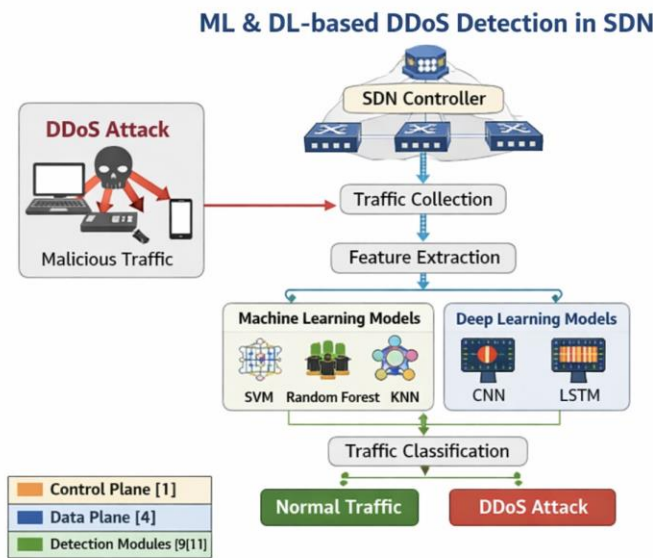 ML & DL-based DDoS Detection in SDN
SDN Controller
DDoS Attack
Malicious Traffic
Traffic Collection
Feature Extraction
Machine Learning Models
SVM
Random Forest
KNN
Deep Learning Models
CNN
LSTM
Traffic Classification
Normal Traffic
DDoS Attack
Control Plane [1]
Data Plane [4]
Detection Modules [9[11]